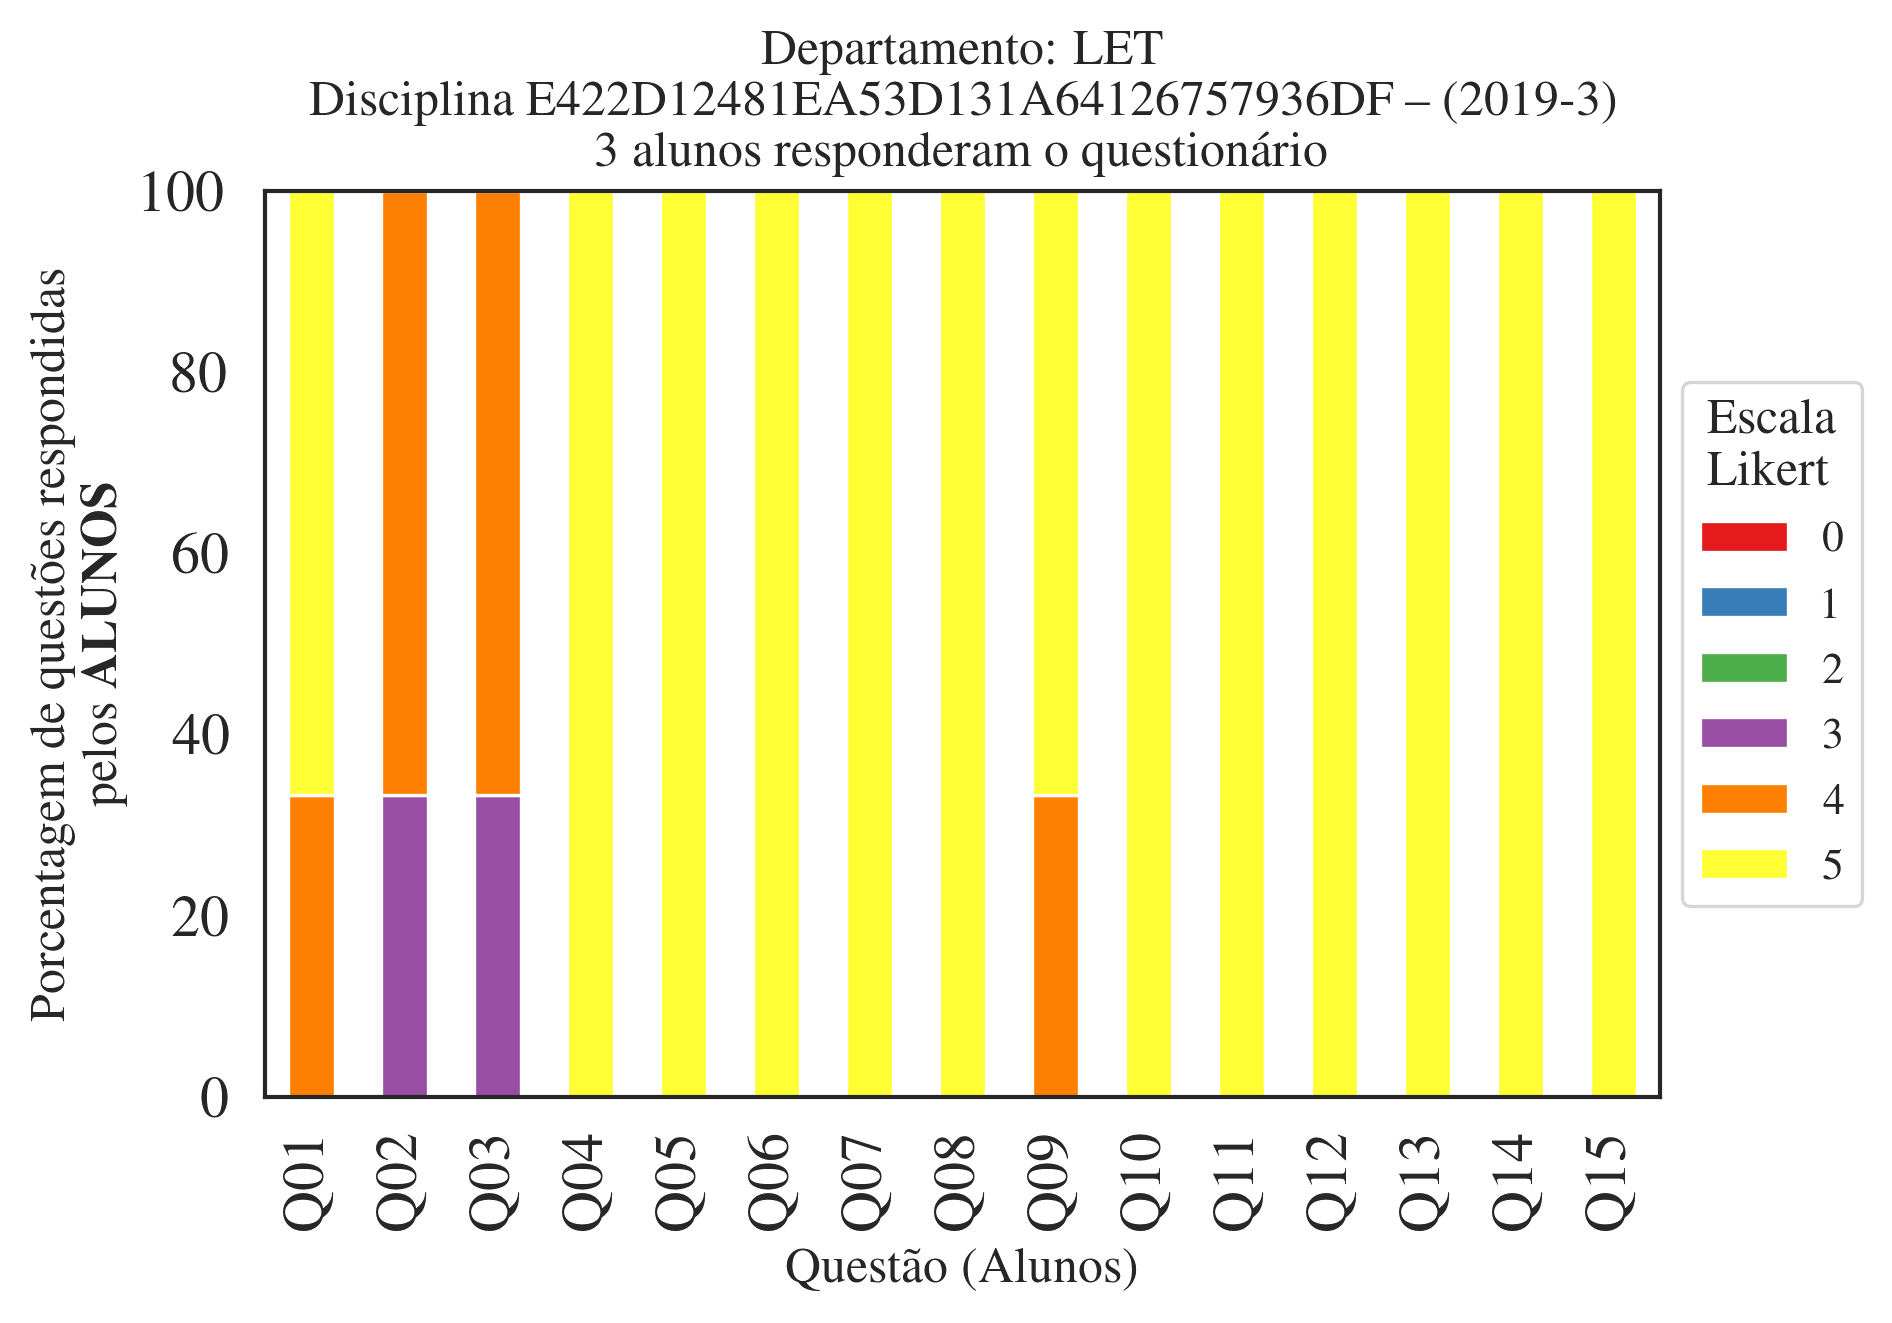 Departamento: LET
Disciplina E422D12481EA53D131A64126757936DF – (2019-3)
3 alunos responderam o questionário
Porcentagem de questões respondidas
pelos ALUNOS
100
80
60
40
20
0
Q01
Q02
Q03
Q04
Q05
Q06
Q07
Q08
Q09
Q10
Q11
Q12
Q13
Q14
Q15
Questão (Alunos)
Escala
Likert
0
1
2
3
4
5